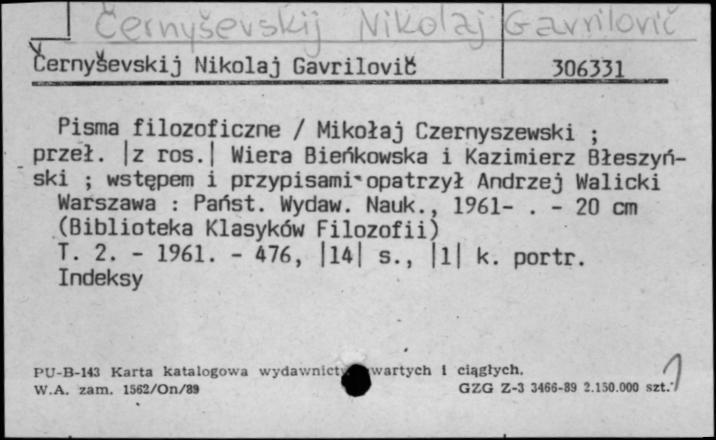 Černyševskij Nikolaj Gavrilovič
Černyševskij Nikolaj Gavrilovič 306331
Pisma filozoficzne / Mikołaj Czernyszewski ;
przeł. |z ros.| Wiera Bieńkowska i Kazimierz Błeszyń-
ski ; wstępem i przypisami opatrzył Andrzej Walicki
Warszawa : Państ. Wydaw. Nauk., 1961- . - 20 cm
(Biblioteka Klasyków Filozofii)
T. 2. - 1961. - 476, |14| s., |1| k. portr.
Indeksy
PU-B-143 Karta katalogowa wydawnict wartych i ciągłych.
W.A. zam. 1562/On/89 GZG Z-3 3466-89 2.150.000 szt.